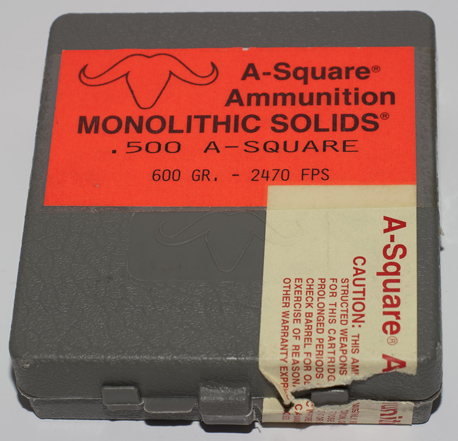 A-Square®
Ammunition
MONOLITHIC SOLIDS®
.500 A-SQUARE
600 GR. - 2470 FPS
A-Square® A
CAUTION: THIS AM
STRUCTED WEAPONS
FOR THIS CARTRIDG
PROLONGED PERIODS
CHECK BARREL FOR O
EXERCISE OF REASON
OTHER WARRANTY EXPR